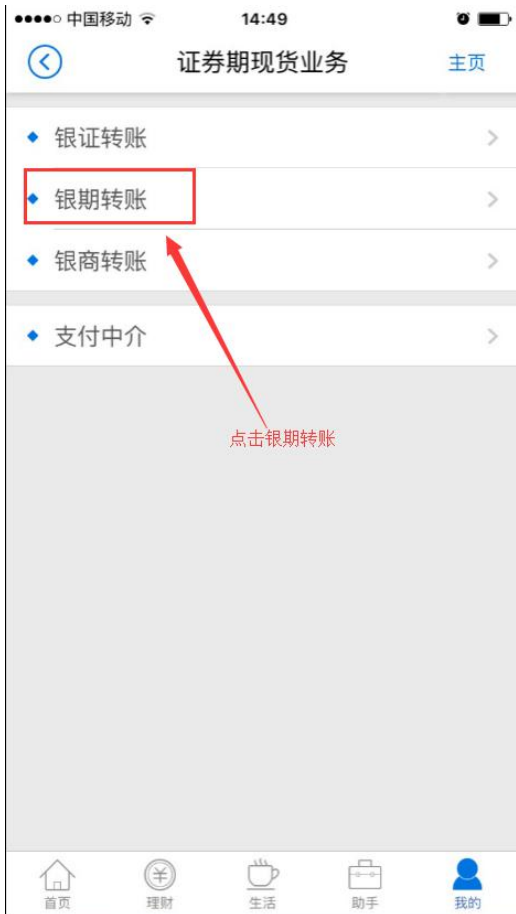 中国移动 14:49
证券期现货业务 主页
银证转账
银期转账
银商转账
支付中介
点击银期转账
首页 理财 生活 助手 我的